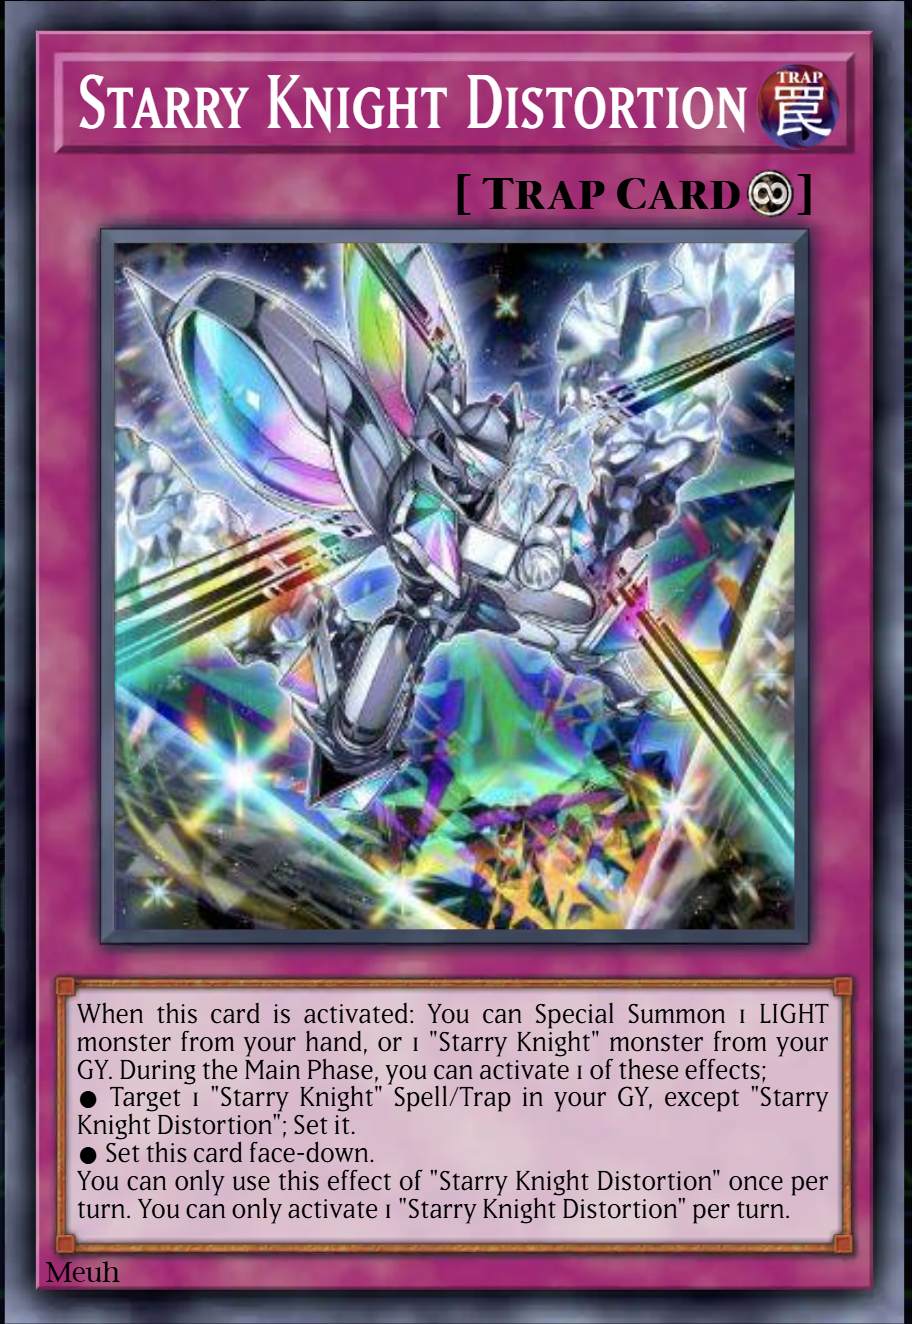 Starry Knight Distortion
TRAP
罠
[ Trap Card ]
When this card is activated: You can Special Summon 1 LIGHT
monster from your hand, or 1 "Starry Knight" monster from your
GY. During the Main Phase, you can activate 1 of these effects;
● Target 1 "Starry Knight" Spell/Trap in your GY, except "Starry
Knight Distortion"; Set it.
● Set this card face-down.
You can only use this effect of "Starry Knight Distortion" once per
turn. You can only activate 1 "Starry Knight Distortion" per turn.
Meuh